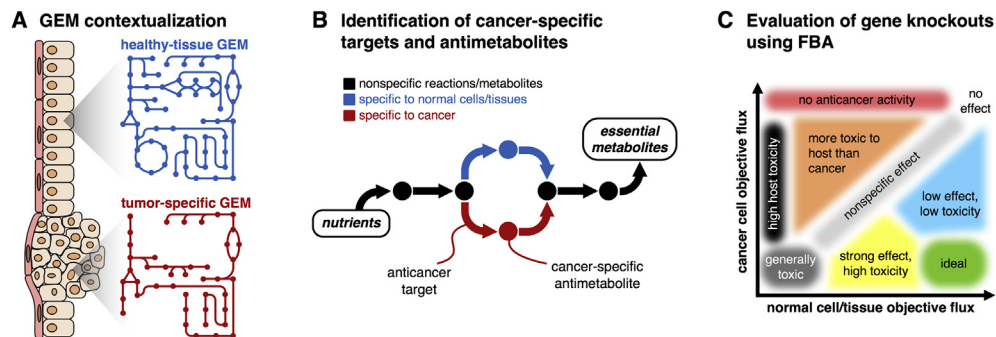 A GEM contextualization
healthy-tissue GEM
tumor-specific GEM
B Identification of cancer-specific
targets and antimetabolites
nonspecific reactions/metabolites
specific to normal cells/tissues
specific to cancer
essential
metabolites
nutrients
anticancer
target
cancer-specific
antimetabolite
C Evaluation of gene knockouts
using FBA
cancer cell objective flux
no anticancer activity
no
effect
high host toxicity
more toxic to
host than
cancer
nonspecific effect
low effect,
low toxicity
generally
toxic
strong effect,
high toxicity
ideal
normal cell/tissue objective flux